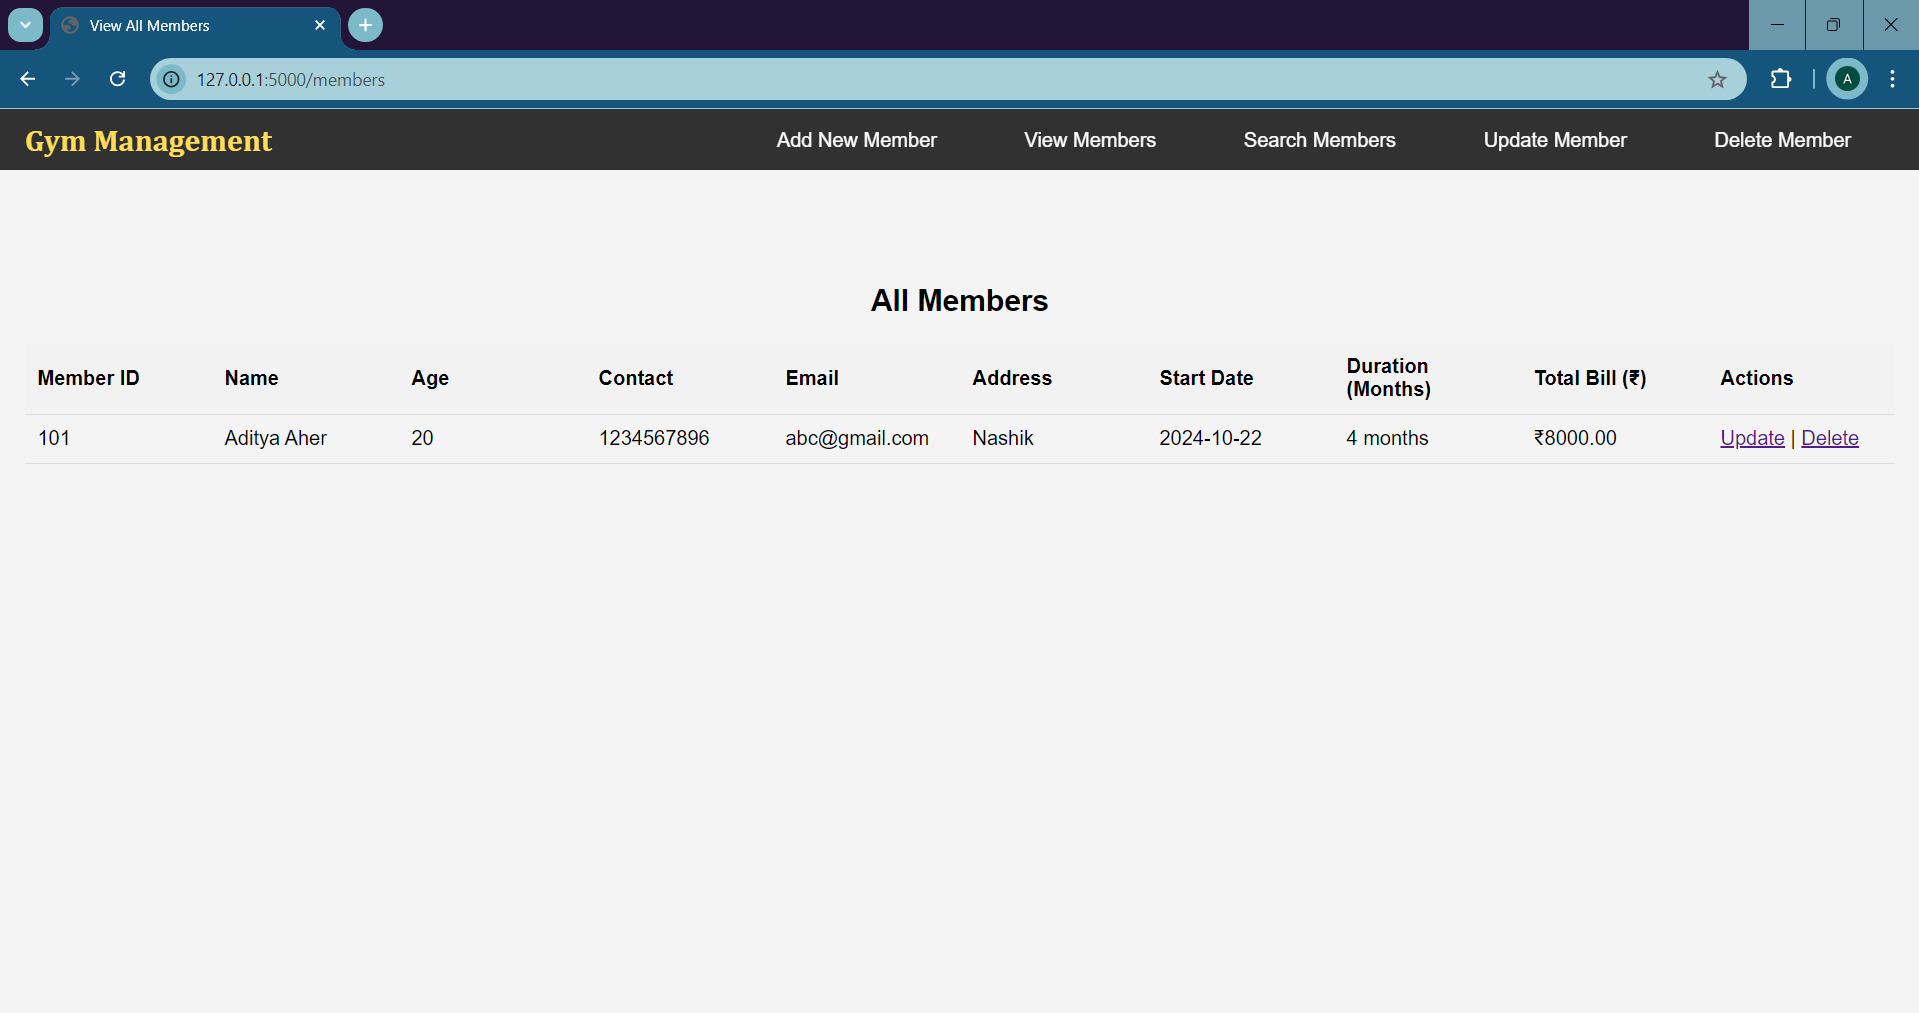 View All Members
127.0.0.1:5000/members
A
Gym Management Add New Member View Members Search Members Update Member Delete Member
All Members
Member ID Name Age Contact Email Address Start Date Duration (Months) Total Bill (₹) Actions
101 Aditya Aher 20 1234567896 abc@gmail.com Nashik 2024-10-22 4 months ₹8000.00 Update | Delete